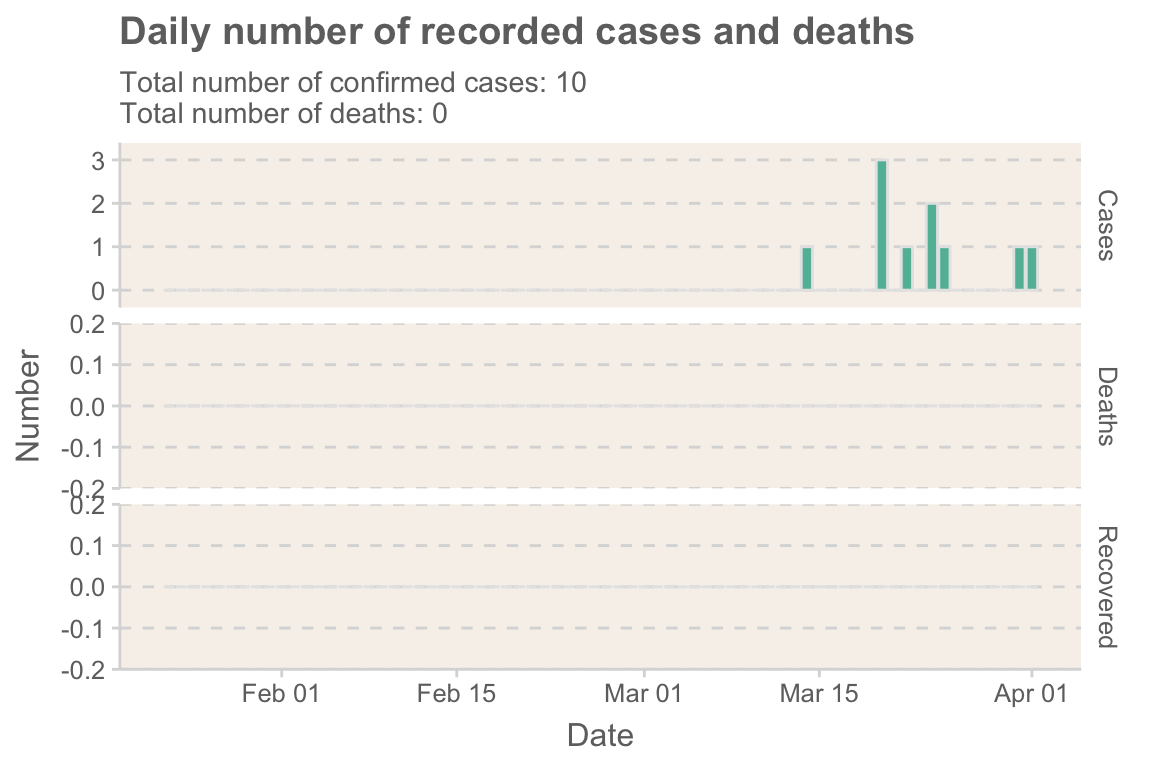 Daily number of recorded cases and deaths
Total number of confirmed cases: 10
Total number of deaths: 0
3
2
1
0
Cases
0.2
0.1
0.0
-0.1
-0.2
Deaths
Number
0.2
0.1
0.0
-0.1
-0.2
Recovered
Feb 01 Feb 15 Mar 01 Mar 15 Apr 01
Date